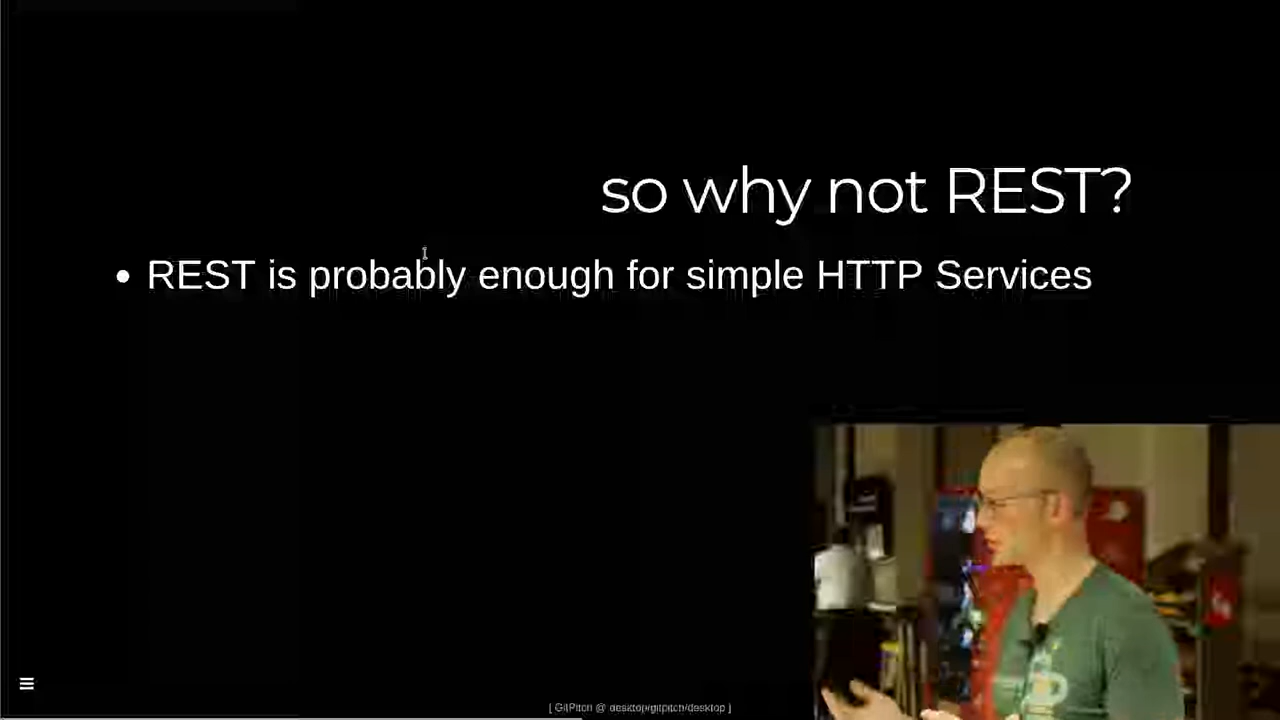 so why not REST?
• REST is probably enough for simple HTTP Services
[ GitPitch @ desktop/gitpitch/desktop ]